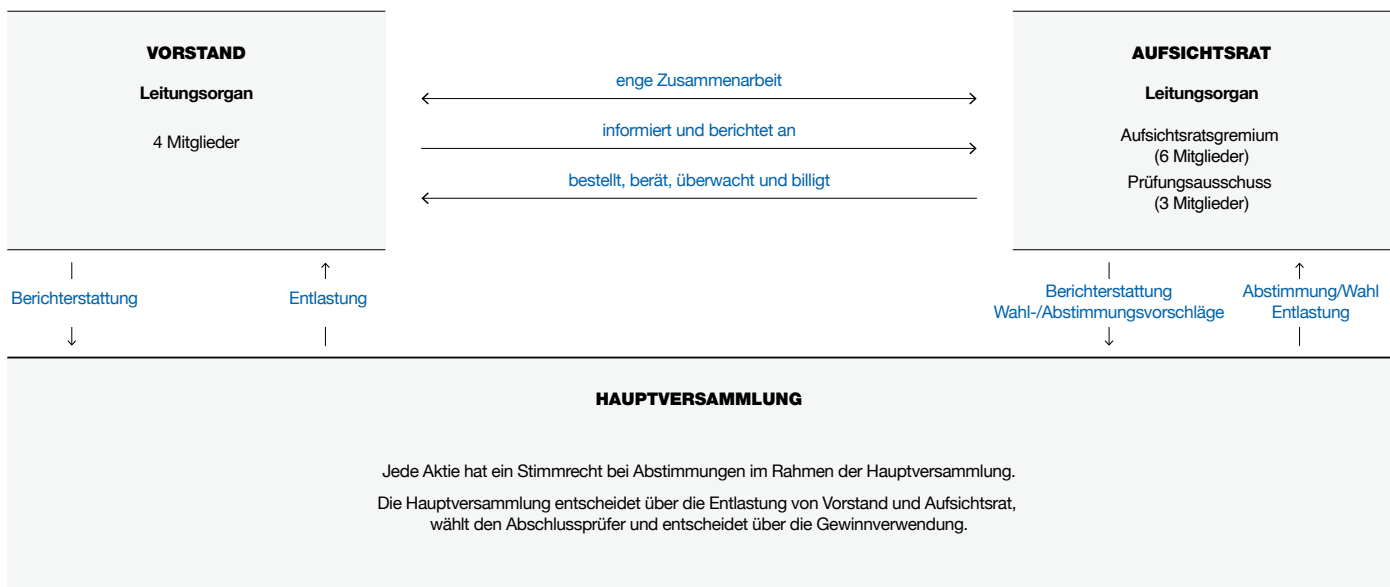 VORSTAND
Leitungsorgan
4 Mitglieder
enge Zusammenarbeit
informiert und berichtet an
bestellt, berät, überwacht und billigt
AUFSICHTSRAT
Leitungsorgan
Aufsichtsratsgremium
(6 Mitglieder)
Prüfungsausschuss
(3 Mitglieder)
Berichterstattung
Entlastung
Berichterstattung
Wahl-/Abstimmungsvorschläge
Abstimmung/Wahl
Entlastung
HAUPTVERSAMMLUNG
Jede Aktie hat ein Stimmrecht bei Abstimmungen im Rahmen der Hauptversammlung.
Die Hauptversammlung entscheidet über die Entlastung von Vorstand und Aufsichtsrat,
wählt den Abschlussprüfer und entscheidet über die Gewinnverwendung.